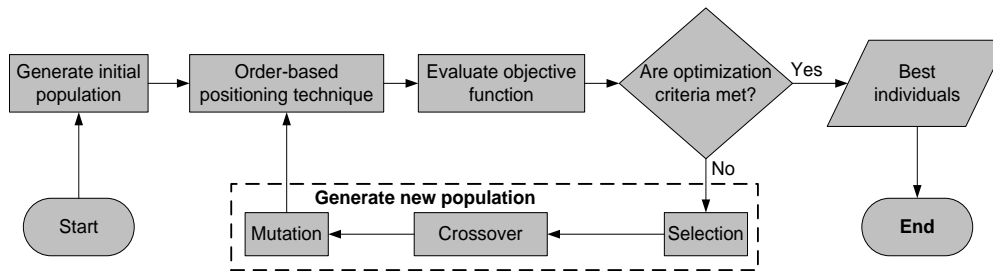 Generate initial
population
Order-based
positioning technique
Evaluate objective
function
Are optimization
criteria met?
Yes
Best
individuals
No
Generate new population
Start
Mutation
Crossover
Selection
End